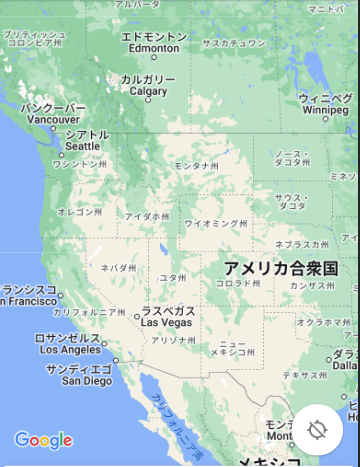 アルバータ
マニトバ
ブリティッシュ
コロンビア州
エドモントン
Edmonton
サスカチュワン
カルガリー
Calgary
バンクーバー
Vancouver
ウィニペグ
Winnipeg
シアトル
Seattle
ワシントン州
モンタナ州
ノース・
ダコタ州
ミネソ
サウス・
ダコタ
オレゴン州
アイダホ州
ワイオミング州
ネブラスカ州
アメリカ合衆国
ネバダ州
ユタ州
コロラド州
カンザス州
ランシスコ
n Francisco
カリフォルニア州
ラスベガス
Las Vegas
オクラホマ州
ロサンゼルス
Los Angeles
アリゾナ州
ニュー
メキシコ州
サンディエゴ
San Diego
ダラ
Dalla
テキサス州
カリフォルニア湾
ヒ
Ho
モンテ
Mont
Google
メキシコ